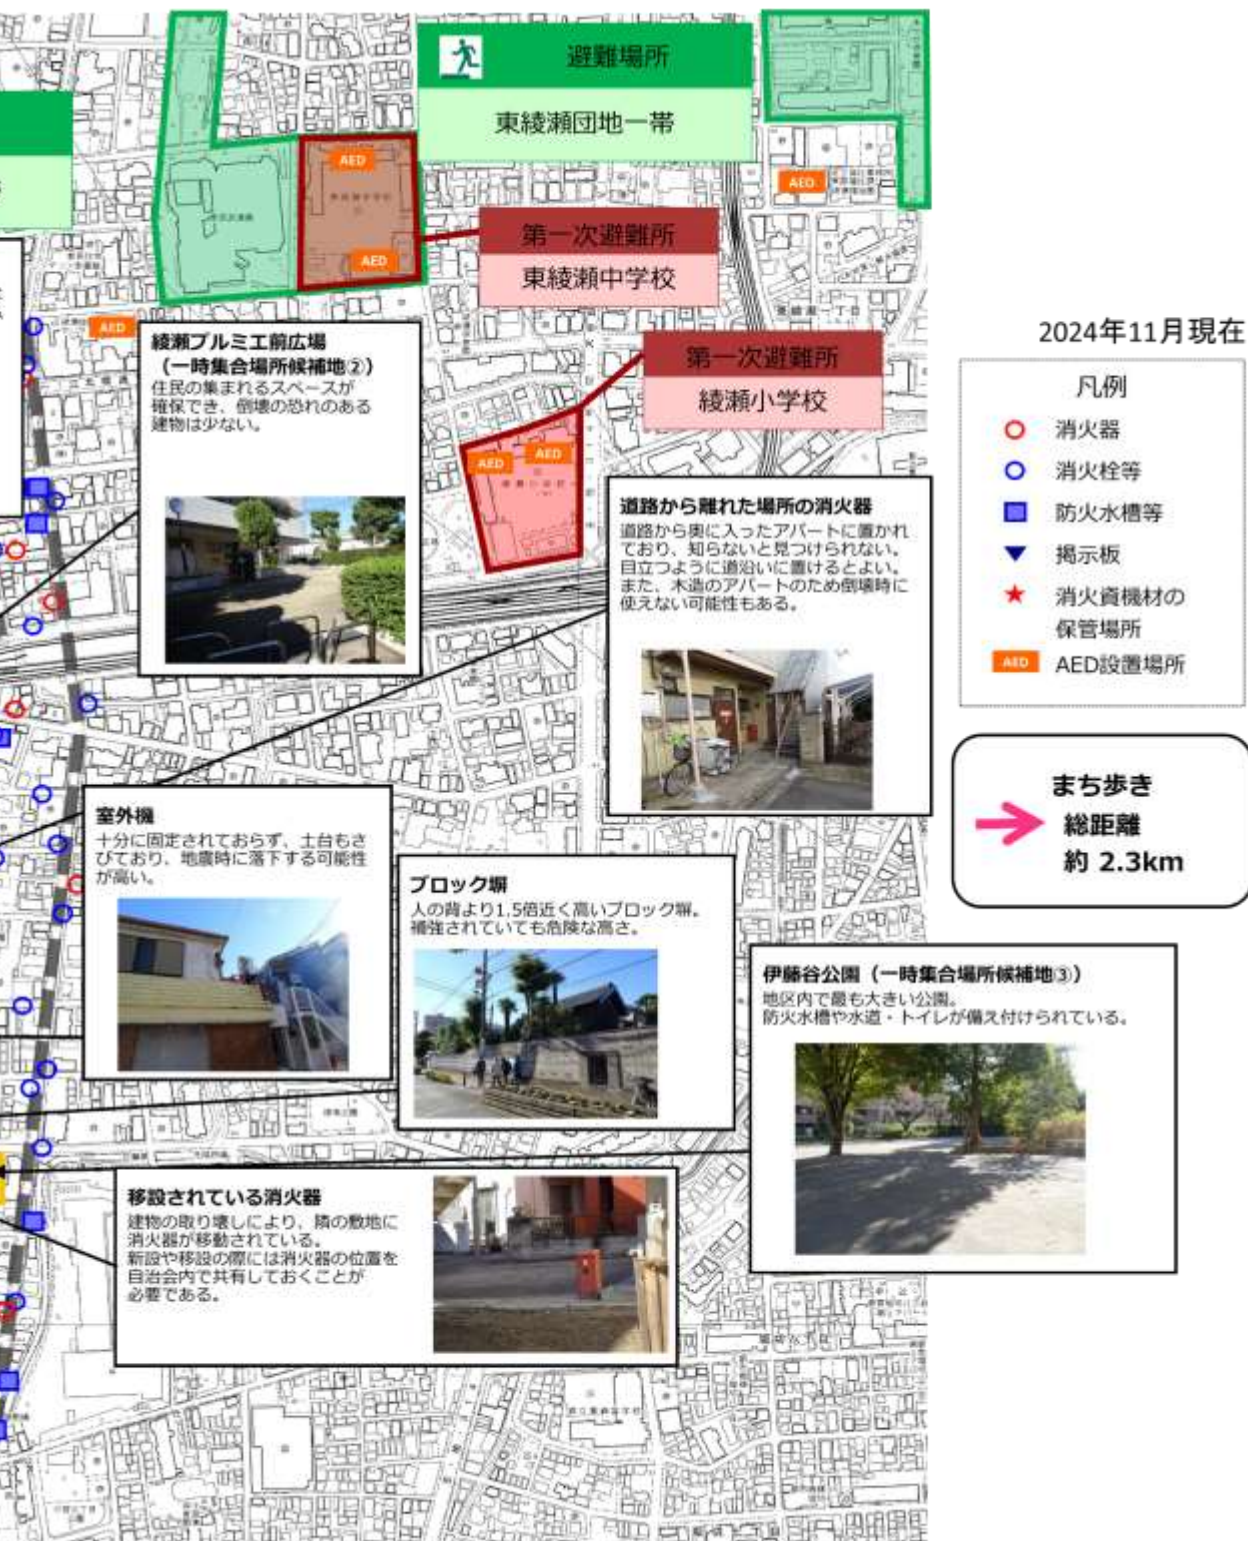 避難場所
東綾瀬団地一帯
AED
AED
AED
第一次避難所
東綾瀬中学校
AED
2024年11月現在
綾瀬プルミエ前広場
(一時集合場所候補地②)
住民の集まれるスペースが
確保でき、倒壊の恐れのある
建物は少ない。
第一次避難所
綾瀬小学校
AED
AED
凡例
消火器
消火栓等
防火水槽等
掲示板
消火資機材の
保管場所
AED
AED設置場所
道路から離れた場所の消火器
道路から奥に入ったアパートに置かれ
ており、知らないと見つけられない。
目立つように道沿いに置けるとよい。
また、木造のアパートのため倒壊時に
使えない可能性もある。
まち歩き
総距離
約 2.3km
室外機
十分に固定されておらず、土台もさ
びており、地震時に落下する可能性
が高い。
ブロック塀
人の背より1.5倍近く高いブロック塀。
補強されていても危険な高さ。
伊藤谷公園(一時集合場所候補地③)
地区内で最も大きい公園。
防火水槽や水道・トイレが備え付けられている。
移設されている消火器
建物の取り壊しにより、隣の敷地に
消火器が移動されている。
新設や移設の際には消火器の位置を
自治会内で共有しておくことが
必要である。